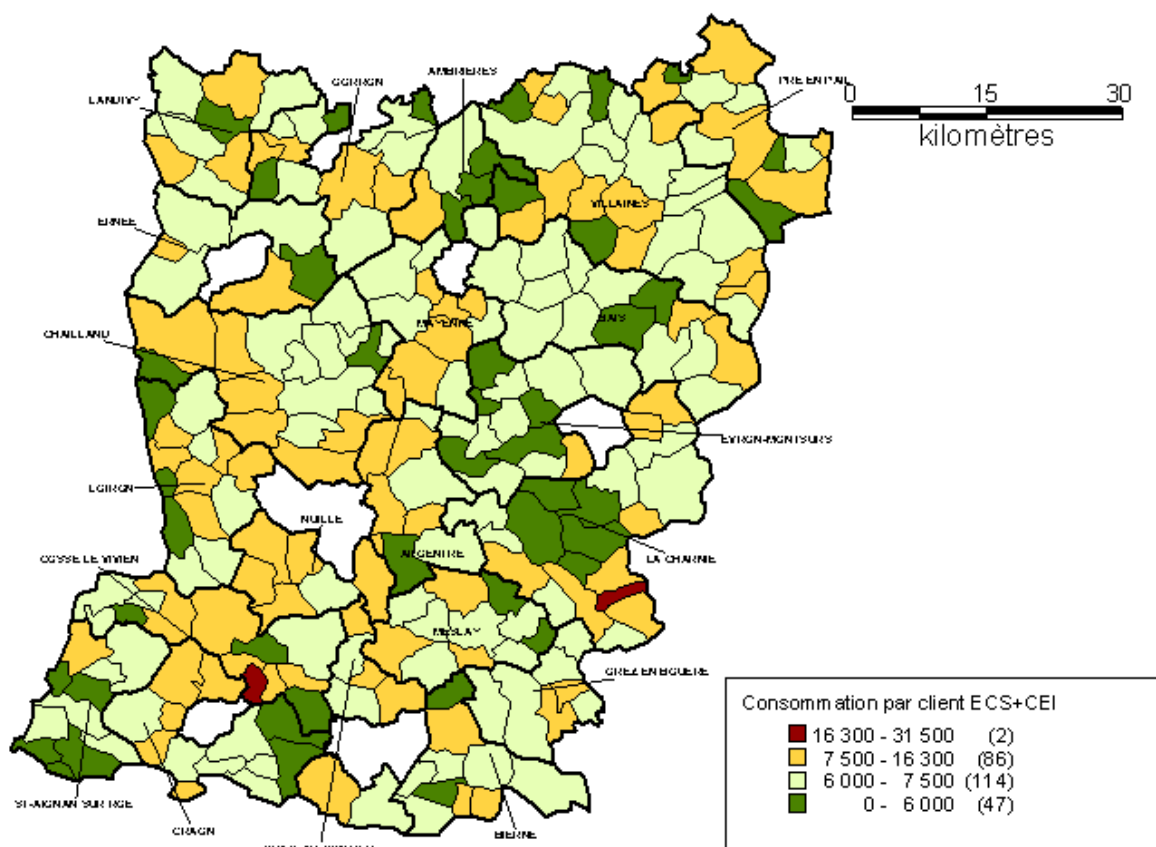 GORRON
AMBRIERES
PRE EN PAIL
LANDIVY
0 15 30
kilomètres
VILLAINES
ERNEE
CHAILLAND
MAYENNE
BAIS
EVRON-MONTSURS
LOIRON
NUILLE
ARGENTRE
COSSE LE VIVIEN
LA CHARNIE
MESLAY
GREZ EN BOUERE
Consommation par client ECS+CEI
16 300 - 31 500 (2)
7 500 - 16 300 (86)
6 000 - 7 500 (114)
0 - 6 000 (47)
ST-AIGNAN SUR ROE
CRAON
BIERNE